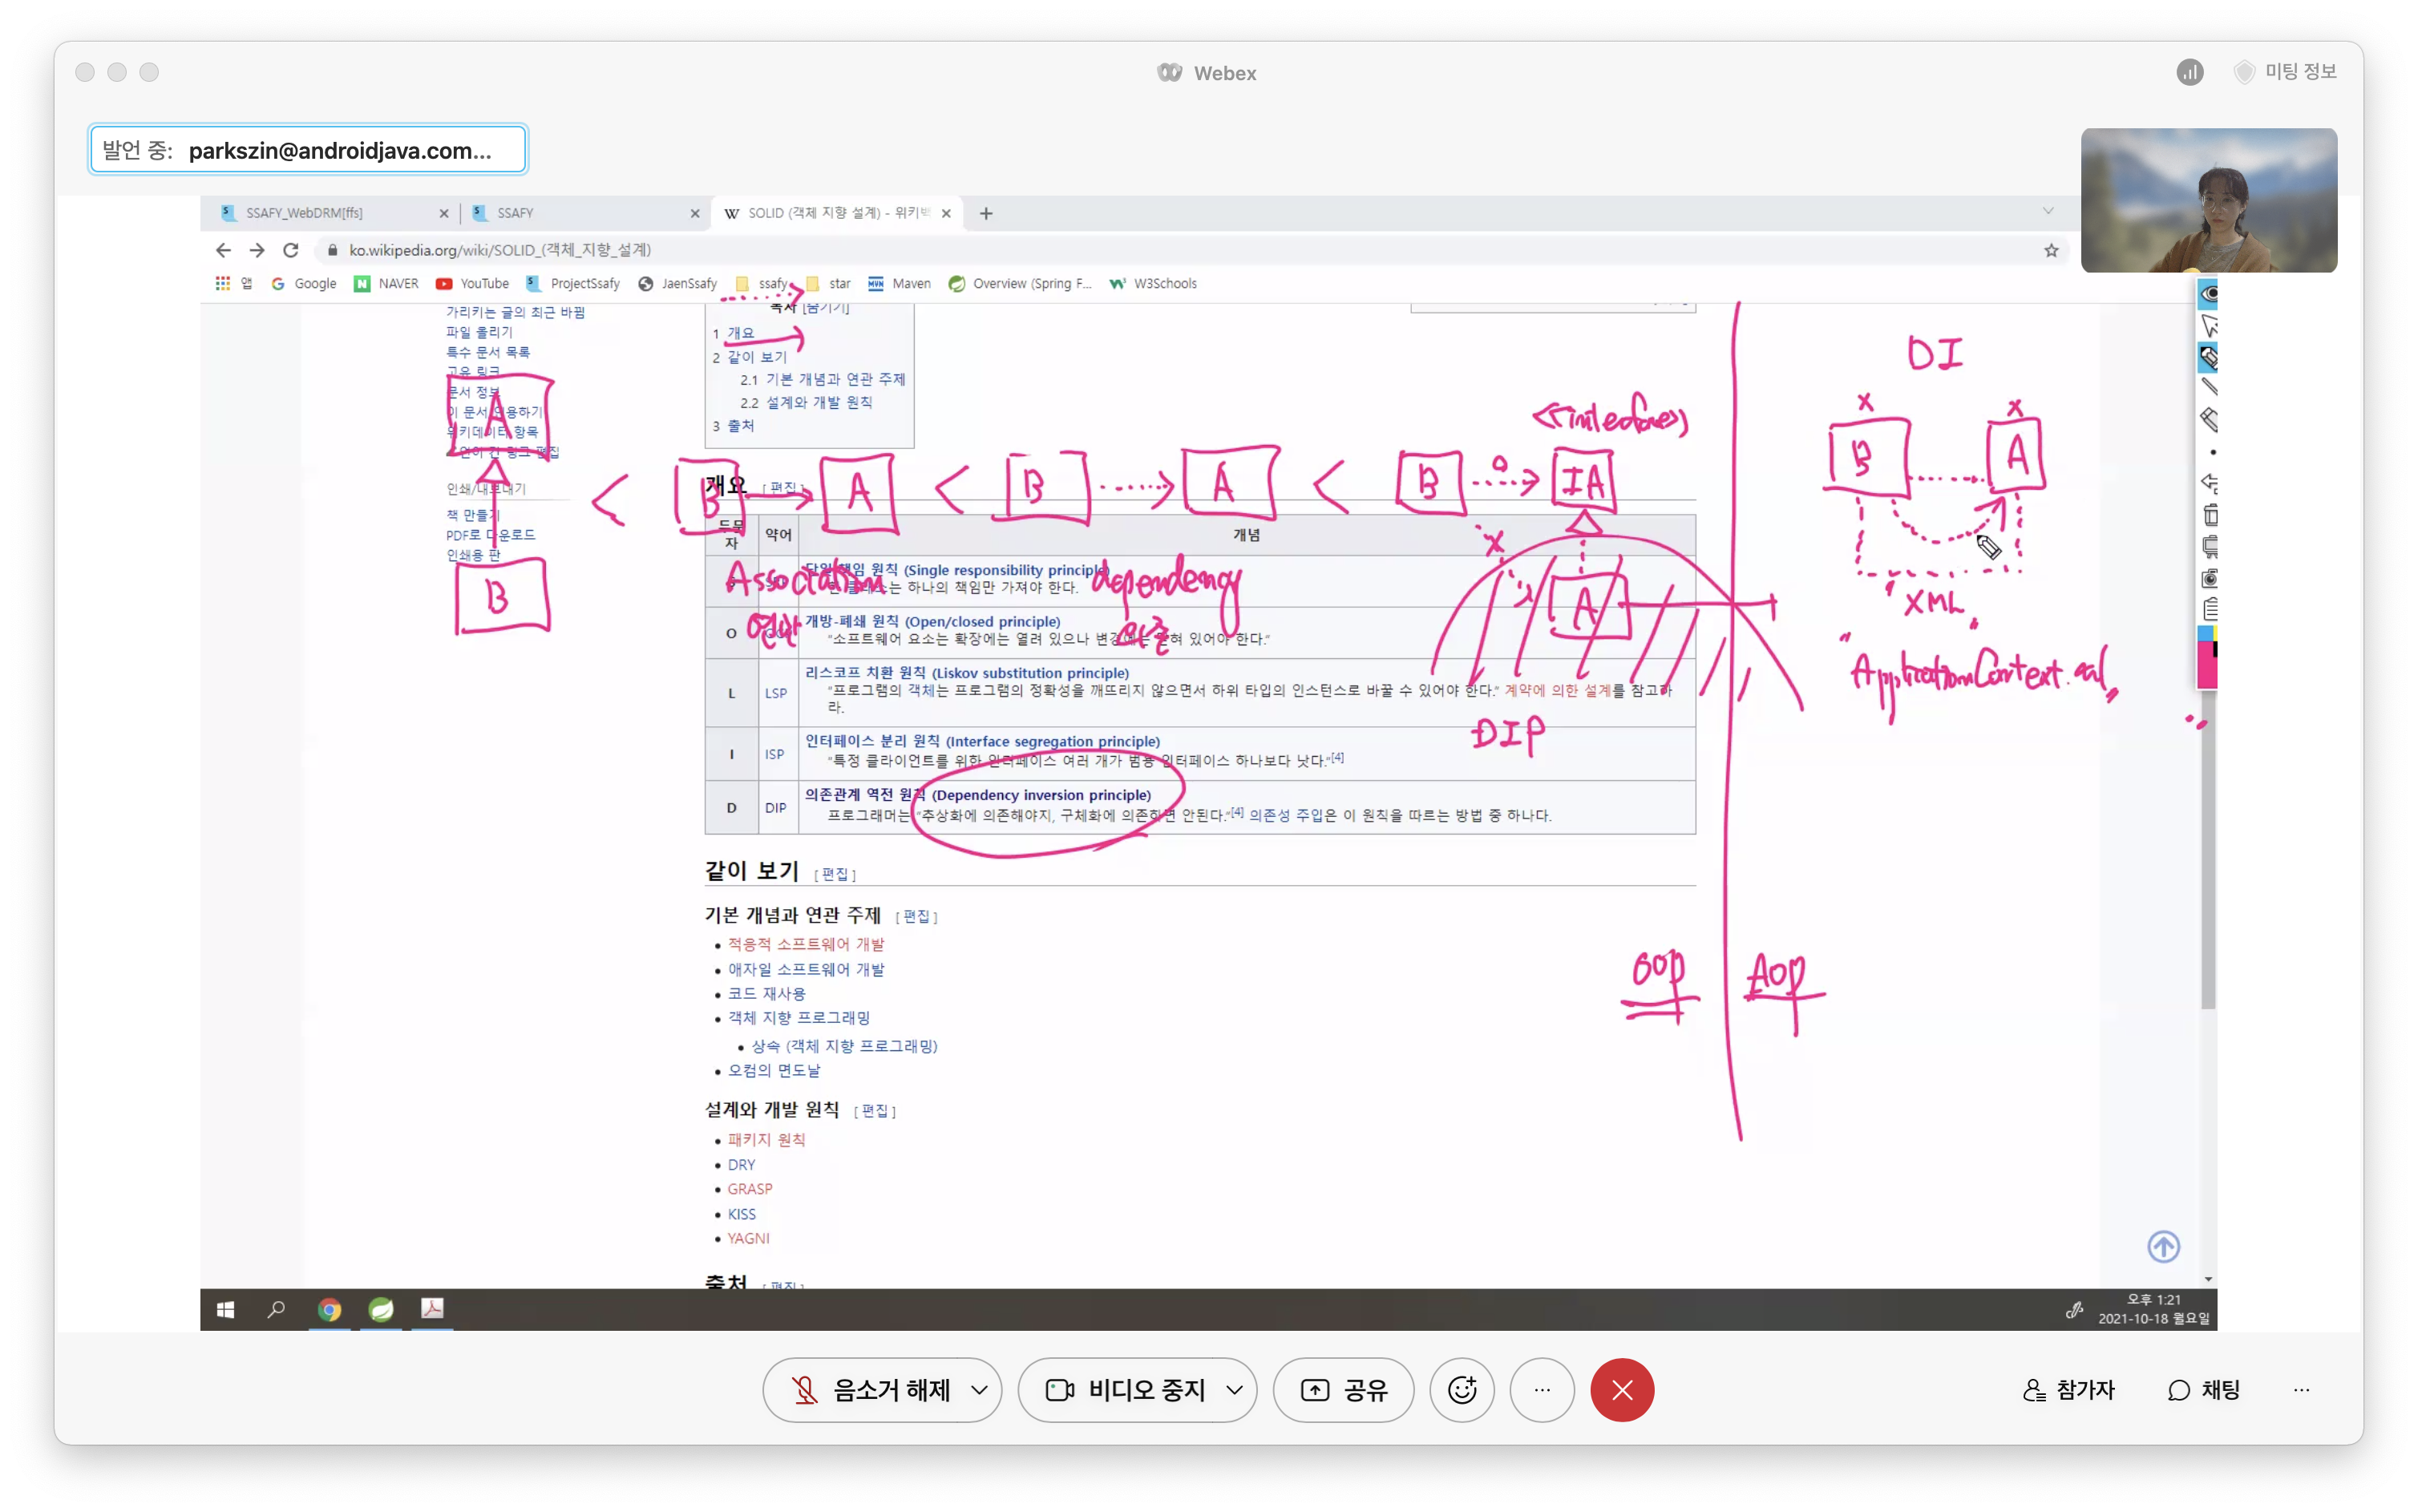 Webex
미팅 정보
발언 중: parkszin@androidjava.com...
SSAFY_WebDRM[ffs]
SSAFY
SOLID (객체 지향 설계) - 위키백
ko.wikipedia.org/wiki/SOLID_(객체_지향_설계)
앱 Google NAVER YouTube ProjectSsafy JaenSsafy ssafy star Maven Overview (Spring F... W3Schools
가리키는 글의 최근 바뀜
파일 올리기
특수 문서 목록
고유 링크
문서 정보
이 문서 인용하기
위키데이터 항목
인쇄/내보내기
책 만들기
PDF로 다운로드
인쇄용 판
A
B
목차 [숨기기]
1 개요
2 같이 보기
2.1 기본 개념과 연관 주제
2.2 설계와 개발 원칙
3 출처
<interface>
< B A < B A < B IA
개요 [편집]
두문자 약어 개념
단일 책임 원칙 (Single responsibility principle)
한 클래스는 하나의 책임만 가져야 한다.
Association
dependency
A
O
개방-폐쇄 원칙 (Open/closed principle)
"소프트웨어 요소는 확장에는 열려 있으나 변경에는 닫혀 있어야 한다."
L LSP 리스코프 치환 원칙 (Liskov substitution principle)
"프로그램의 객체는 프로그램의 정확성을 깨뜨리지 않으면서 하위 타입의 인스턴스로 바꿀 수 있어야 한다." 계약에 의한 설계를 참고하
라.
DIP
I ISP 인터페이스 분리 원칙 (Interface segregation principle)
"특정 클라이언트를 위한 인터페이스 여러 개가 범용 인터페이스 하나보다 낫다."[4]
D DIP 의존관계 역전 원칙 (Dependency inversion principle)
프로그래머는 "추상화에 의존해야지, 구체화에 의존하면 안된다."[4] 의존성 주입은 이 원칙을 따르는 방법 중 하나다.
DI
x x
B A
"XML"
"ApplicationContext.xml"
OOP AOP
같이 보기 [편집]
기본 개념과 연관 주제 [편집]
적응적 소프트웨어 개발
애자일 소프트웨어 개발
코드 재사용
객체 지향 프로그래밍
상속 (객체 지향 프로그래밍)
오컴의 면도날
설계와 개발 원칙 [편집]
패키지 원칙
DRY
GRASP
KISS
YAGNI
출처 [편집]
오후 1:21
2021-10-18 월요일
음소거 해제
비디오 중지
공유
참가자
채팅